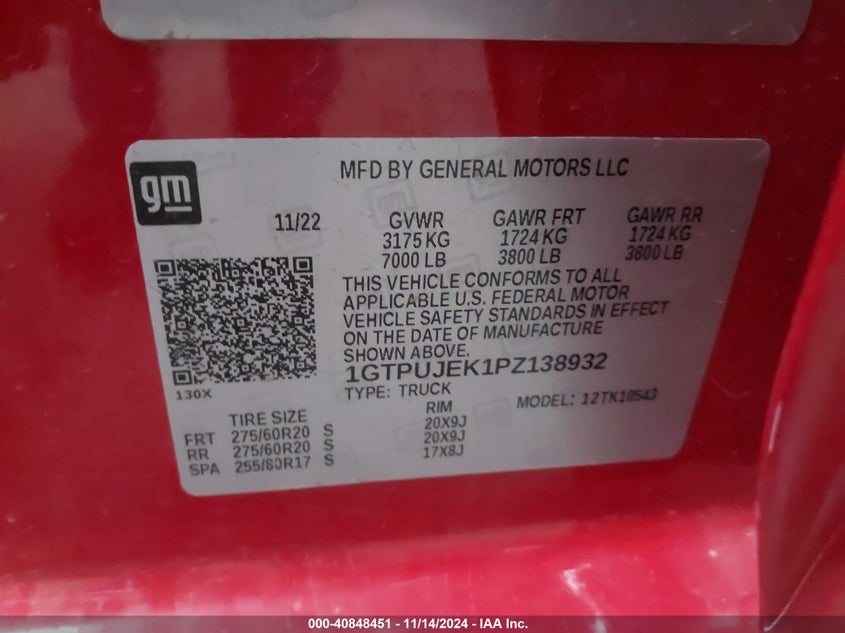 gm
MFD BY GENERAL MOTORS LLC
11/22 GVWR GAWR FRT GAWR RR
3175 KG 1724 KG 1724 KG
7000 LB 3800 LB 3800 LB
THIS VEHICLE CONFORMS TO ALL
APPLICABLE U.S. FEDERAL MOTOR
VEHICLE SAFETY STANDARDS IN EFFECT
ON THE DATE OF MANUFACTURE
SHOWN ABOVE.
1GTPUJEK1PZ138932
130X
TYPE: TRUCK
MODEL: 12TK10543
TIRE SIZE RIM
FRT 275/60R20 S 20X9J
RR 275/60R20 S 20X9J
SPA 255/80R17 S 17X8J
000-40848451 - 11/14/2024 - IAA Inc.